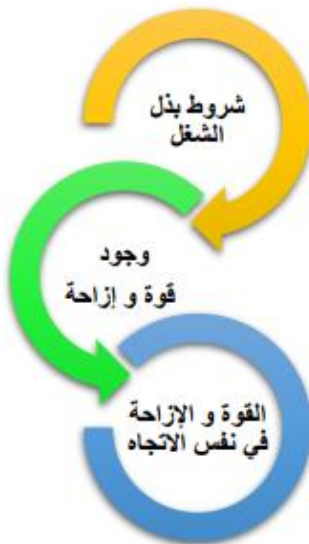 شروط بذل
الشغل
وجود
قوة و إزاحة
القوة و الإزاحة
في نفس الاتجاه